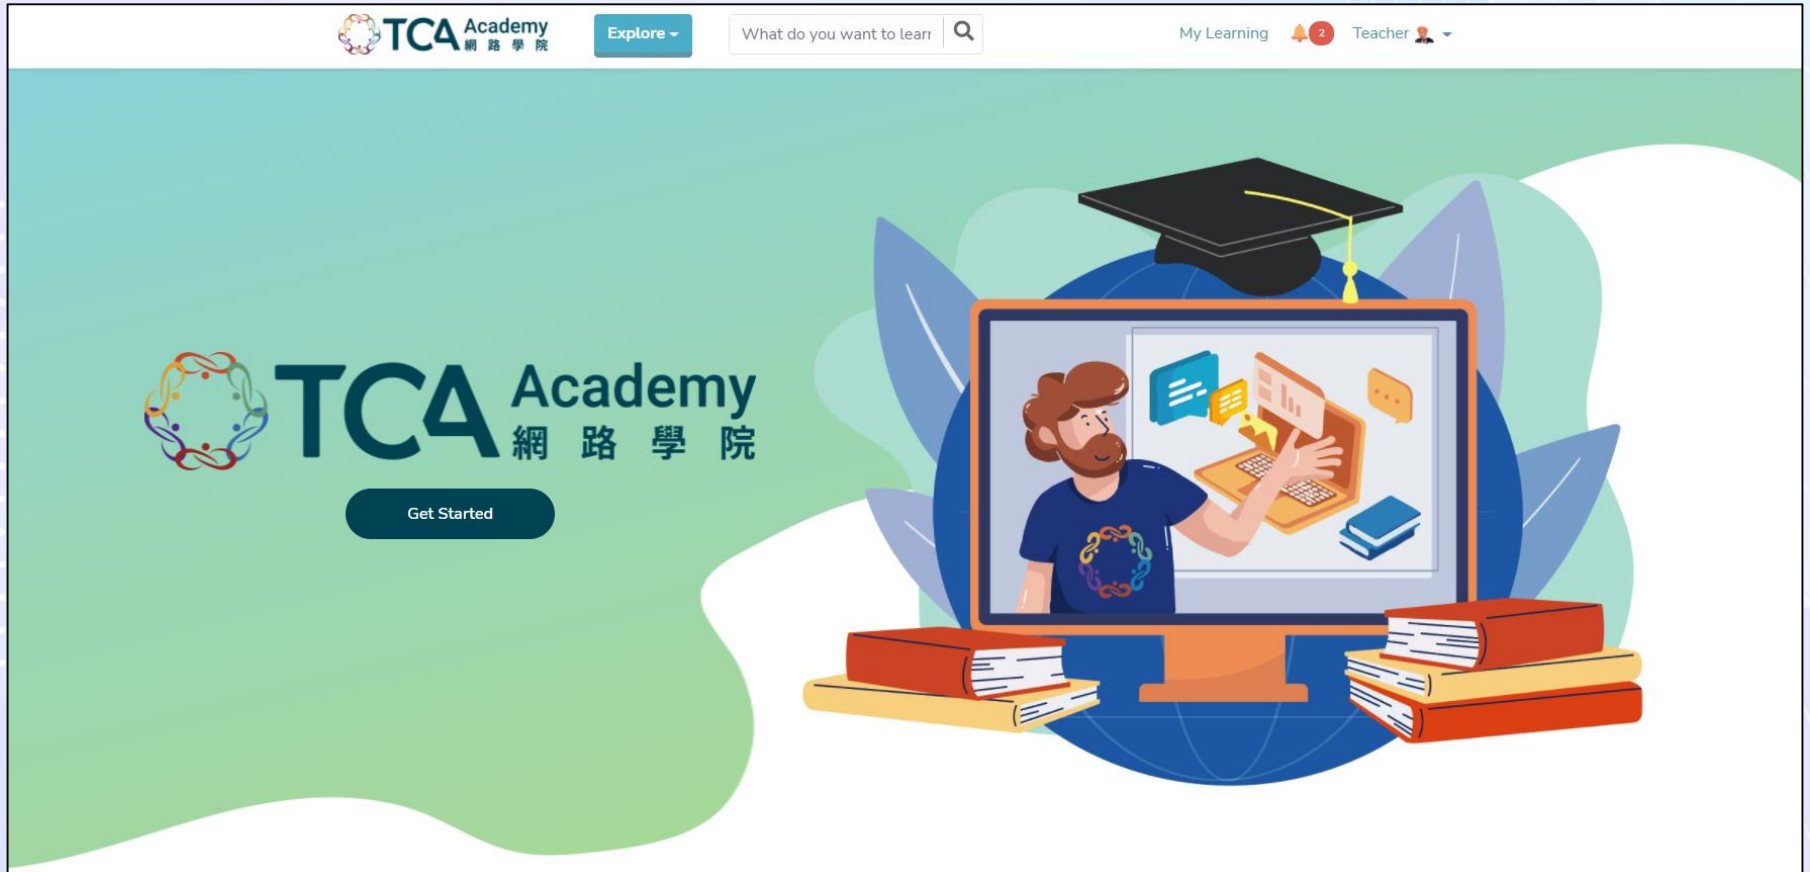 TCA Academy
網路學院
Explore
What do you want to lear
My Learning
2
Teacher
TCA Academy
網路學院
Get Started